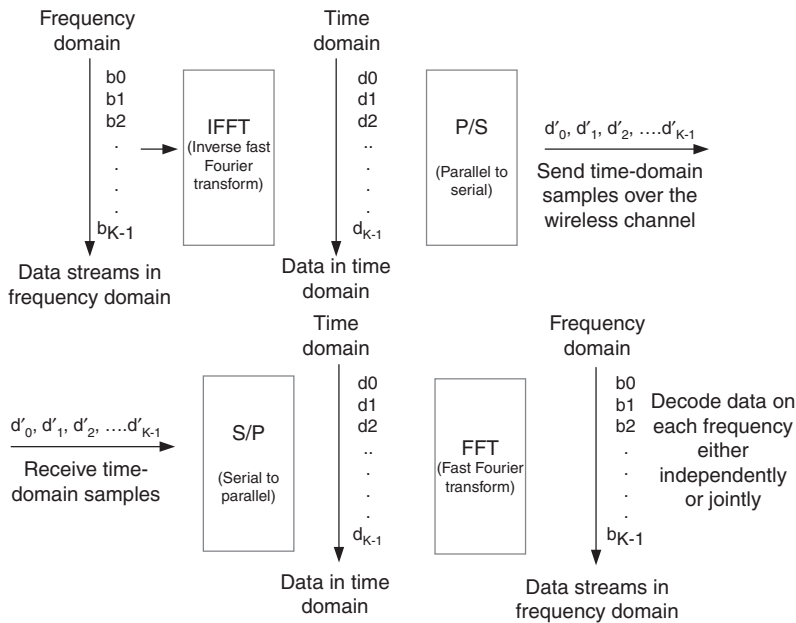 Frequency
domain
b0
b1
b2
.
.
.
.
bK-1
Data streams in
frequency domain
IFFT
(Inverse fast
Fourier
transform)
Time
domain
d0
d1
d2
..
.
.
.
dK-1
Data in time
domain
P/S
(Parallel to
serial)
d′0, d′1, d′2, ....d′K-1
Send time-domain
samples over the
wireless channel
d′0, d′1, d′2, ....d′K-1
Receive time-
domain samples
S/P
(Serial to
parallel)
Time
domain
d0
d1
d2
..
.
.
.
dK-1
Data in time
domain
FFT
(Fast Fourier
transform)
Frequency
domain
b0
b1
b2
.
.
.
.
bK-1
Data streams in
frequency domain
Decode data on
each frequency
either
independently
or jointly